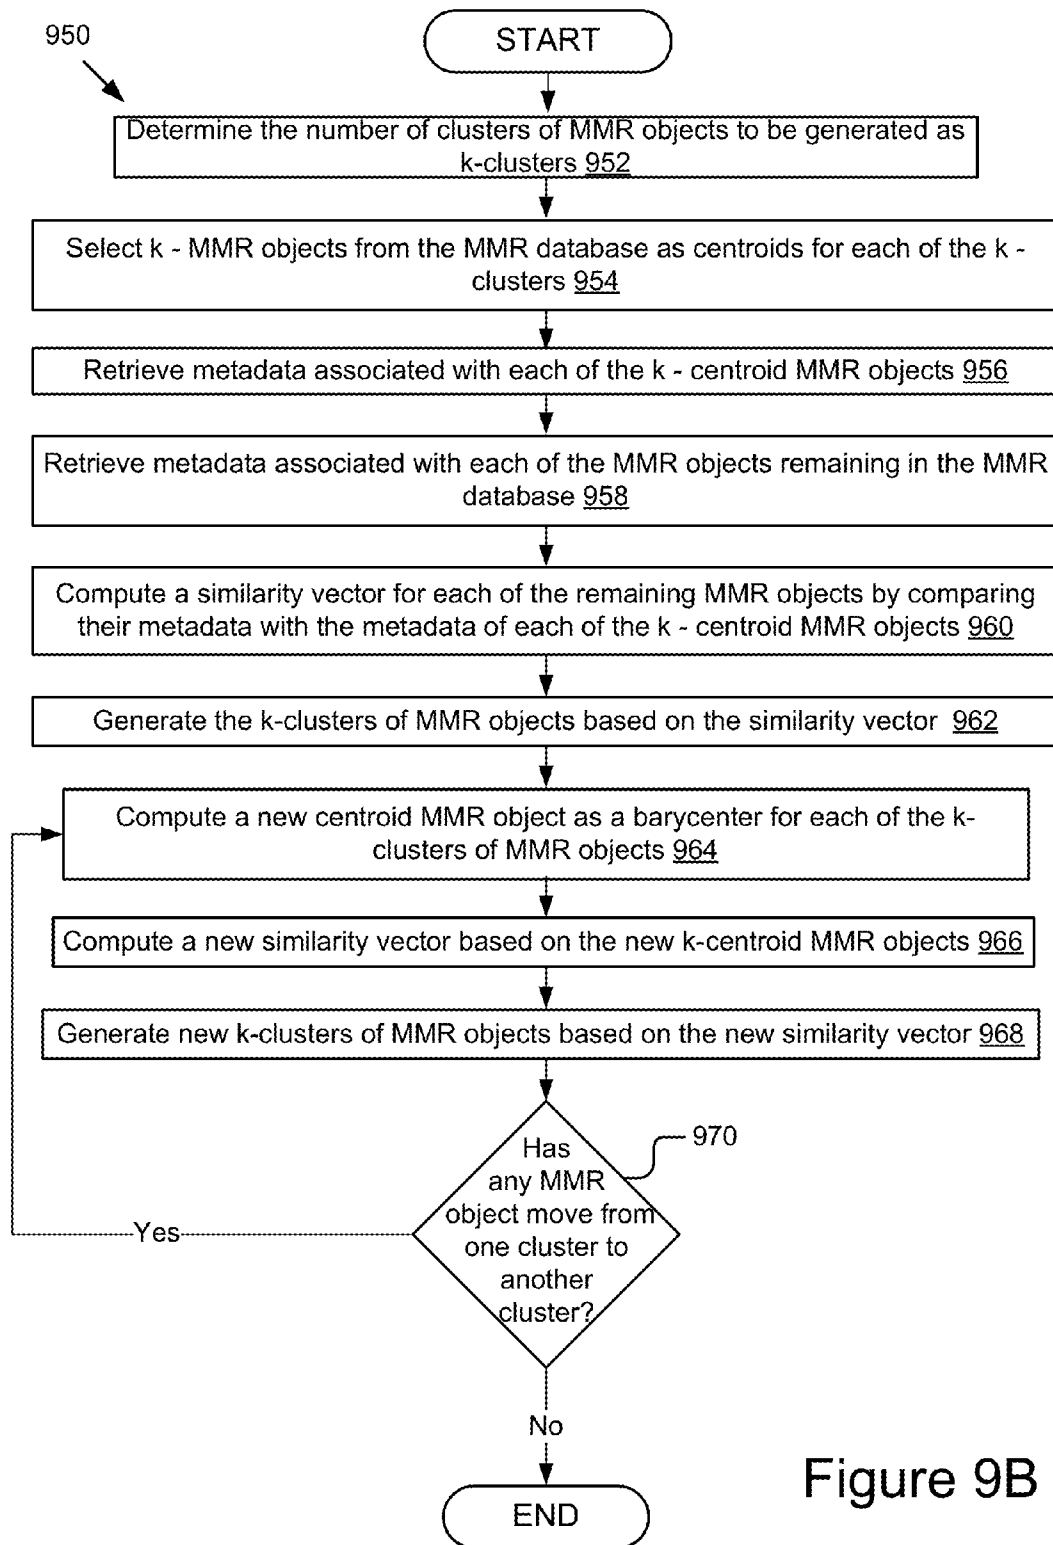 950
START
Determine the number of clusters of MMR objects to be generated as
k-clusters 952
Select k - MMR objects from the MMR database as centroids for each of the k -
clusters 954
Retrieve metadata associated with each of the k - centroid MMR objects 956
Retrieve metadata associated with each of the MMR objects remaining in the MMR
database 958
Compute a similarity vector for each of the remaining MMR objects by comparing
their metadata with the metadata of each of the k - centroid MMR objects 960
Generate the k-clusters of MMR objects based on the similarity vector 962
Compute a new centroid MMR object as a barycenter for each of the k-
clusters of MMR objects 964
Compute a new similarity vector based on the new k-centroid MMR objects 966
Generate new k-clusters of MMR objects based on the new similarity vector 968
970
Has
any MMR
object move from
one cluster to
another
cluster?
Yes
No
END
Figure 9B